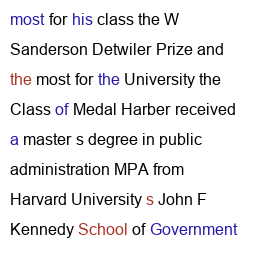 most for his class the W
Sanderson Detwiler Prize and
the most for the University the
Class of Medal Harber received
a master s degree in public
administration MPA from
Harvard University s John F
Kennedy School of Government